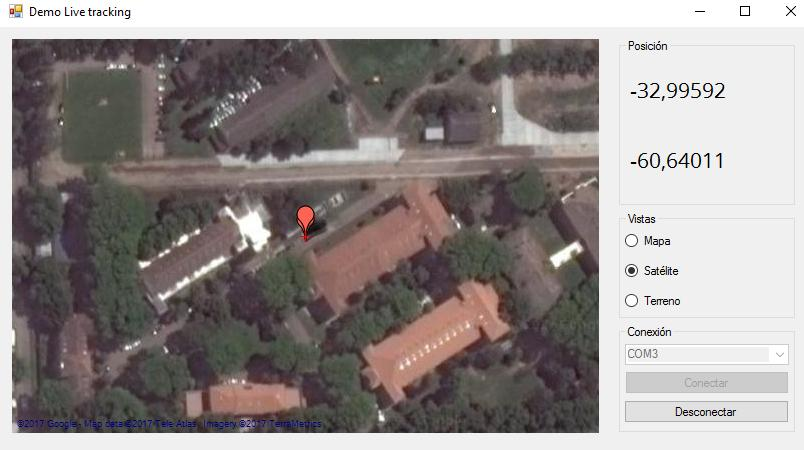 Demo Live tracking
Posición
-32,99592
-60,64011
Vistas
Mapa
Satélite
Terreno
Conexión
COM3
Conectar
Desconectar
©2017 Google - Map data ©2017 Tele Atlas, Imagery ©2017 TerraMetrics